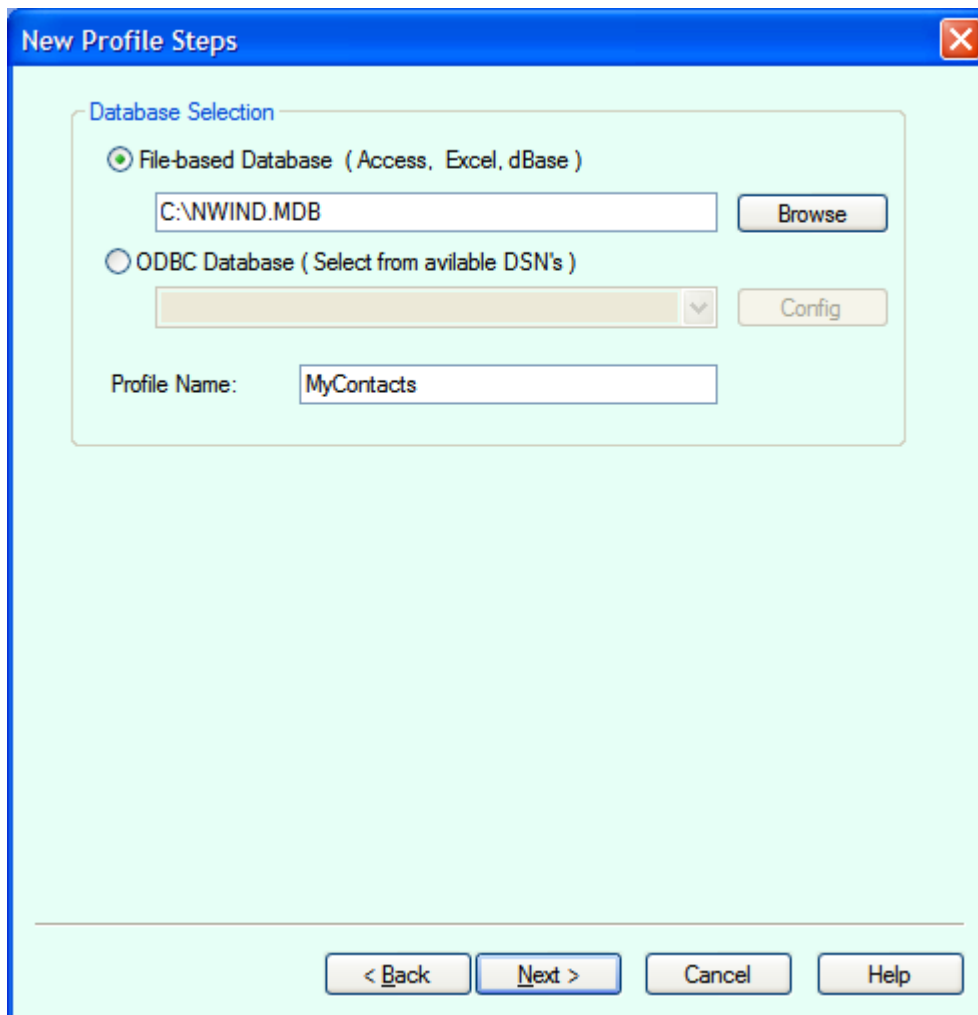 New Profile Steps
Database Selection
File-based Database ( Access, Excel, dBase )
C:\NWIND.MDB
Browse
ODBC Database ( Select from avilable DSN's )
Config
Profile Name:
MyContacts
< Back
Next >
Cancel
Help